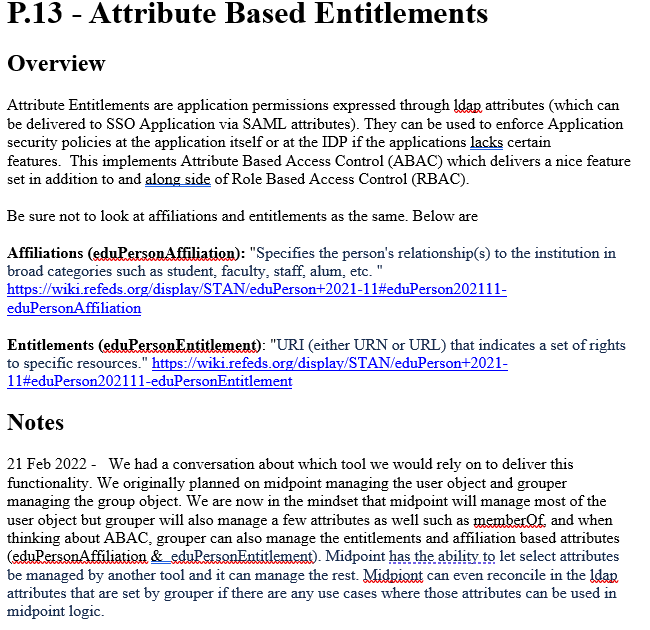 P.13 - Attribute Based Entitlements
Overview
Attribute Entitlements are application permissions expressed through ldap attributes (which can
be delivered to SSO Application via SAML attributes). They can be used to enforce Application
security policies at the application itself or at the IDP if the applications lacks certain
features.  This implements Attribute Based Access Control (ABAC) which delivers a nice feature
set in addition to and along side of Role Based Access Control (RBAC).
Be sure not to look at affiliations and entitlements as the same. Below are
Affiliations (eduPersonAffiliation): "Specifies the person's relationship(s) to the institution in
broad categories such as student, faculty, staff, alum, etc. "
https://wiki.refeds.org/display/STAN/eduPerson+2021-11#eduPerson202111-
eduPersonAffiliation
Entitlements (eduPersonEntitlement): "URI (either URN or URL) that indicates a set of rights
to specific resources." https://wiki.refeds.org/display/STAN/eduPerson+2021-
11#eduPerson202111-eduPersonEntitlement
Notes
21 Feb 2022 -   We had a conversation about which tool we would rely on to deliver this
functionality. We originally planned on midpoint managing the user object and grouper
managing the group object. We are now in the mindset that midpoint will manage most of the
user object but grouper will also manage a few attributes as well such as memberOf, and when
thinking about ABAC, grouper can also manage the entitlements and affiliation based attributes
(eduPersonAffiliation &  eduPersonEntitlement). Midpoint has the ability to let select attributes
be managed by another tool and it can manage the rest. Midpiont can even reconcile in the ldap
attributes that are set by grouper if there are any use cases where those attributes can be used in
midpoint logic.